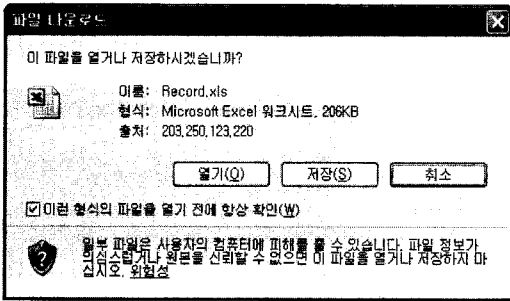 파일 다운로드
이 파일을 열거나 저장하시겠습니까?
이름: Record.xls
형식: Microsoft Excel 워크시트, 206KB
출처: 203,250,123,220
열기(O)
저장(S)
취소
이런 형식의 파일을 열기 전에 항상 확인(W)
일부 파일은 사용자의 컴퓨터에 피해를 줄 수 있습니다. 파일 정보가
의심스럽거나 원본을 신뢰할 수 없으면 이 파일을 열거나 저장하지 마
십시오. 위험성